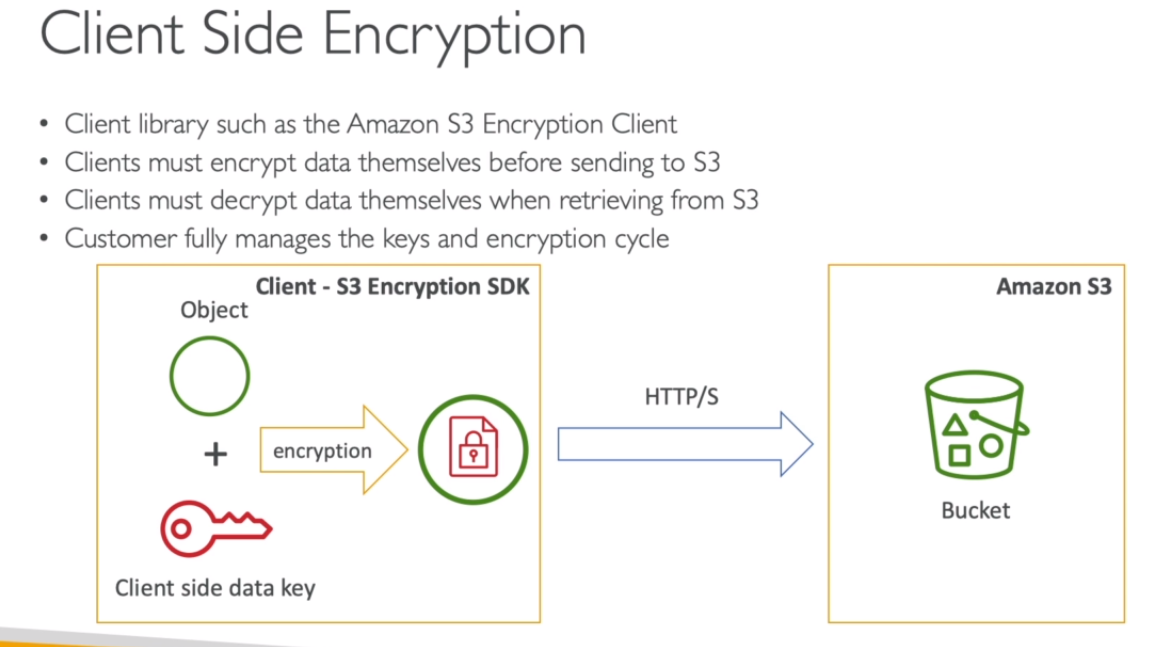 Client Side Encryption
• Client library such as the Amazon S3 Encryption Client
• Clients must encrypt data themselves before sending to S3
• Clients must decrypt data themselves when retrieving from S3
• Customer fully manages the keys and encryption cycle
Client - S3 Encryption SDK
Object
+
encryption
Client side data key
HTTP/S
Amazon S3
Bucket